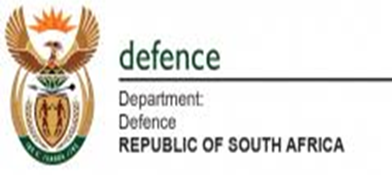 defence
Department:
Defence
REPUBLIC OF SOUTH AFRICA